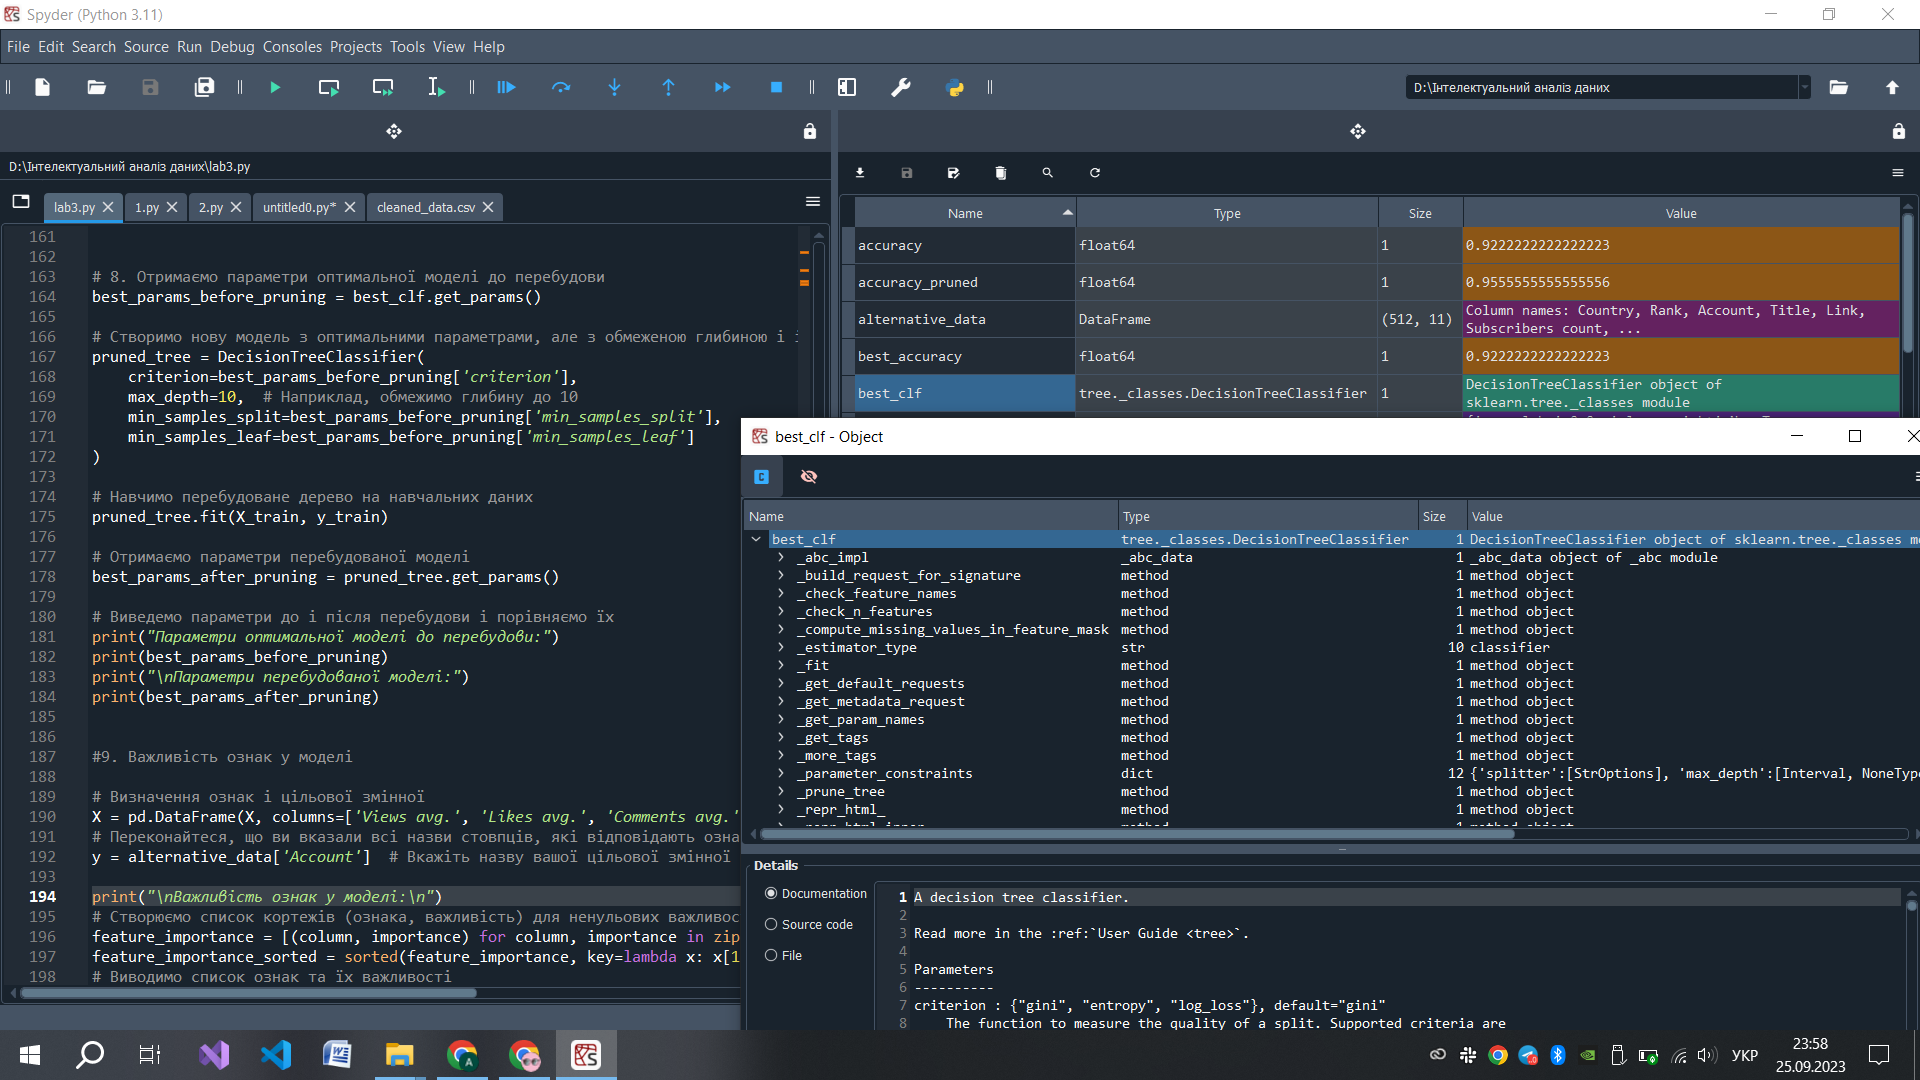 Spyder (Python 3.11)
File Edit Search Source Run Debug Consoles Projects Tools View Help
D:\Інтелектуальний аналіз даних
D:\Інтелектуальний аналіз даних\lab3.py
lab3.py 1.py 2.py untitled0.py* cleaned_data.csv
161
162
163 # 8. Отримаємо параметри оптимальної моделі до перебудови
164 best_params_before_pruning = best_clf.get_params()
165
166 # Створимо нову модель з оптимальними параметрами, але з обмеженою глибиною і і
167 pruned_tree = DecisionTreeClassifier(
168 criterion=best_params_before_pruning['criterion'],
169 max_depth=10,  # Наприклад, обмежимо глибину до 10
170 min_samples_split=best_params_before_pruning['min_samples_split'],
171 min_samples_leaf=best_params_before_pruning['min_samples_leaf']
172 )
173
174 # Навчимо перебудоване дерево на навчальних даних
175 pruned_tree.fit(X_train, y_train)
176
177 # Отримаємо параметри перебудованої моделі
178 best_params_after_pruning = pruned_tree.get_params()
179
180 # Виведемо параметри до і після перебудови і порівняємо їх
181 print("Параметри оптимальної моделі до перебудови:")
182 print(best_params_before_pruning)
183 print("\nПараметри перебудованої моделі:")
184 print(best_params_after_pruning)
185
186
187 #9. Важливість ознак у моделі
188
189 # Визначення ознак і цільової змінної
190 X = pd.DataFrame(X, columns=['Views avg.', 'Likes avg.', 'Comments avg.'
191 # Переконайтеся, що ви вказали всі назви стовпців, які відповідають озна
192 y = alternative_data['Account']  # Вкажіть назву вашої цільової змінної
193
194 print("\nВажливість ознак у моделі:\n")
195 # Створюємо список кортежів (ознака, важливість) для ненульових важливос
196 feature_importance = [(column, importance) for column, importance in zip
197 feature_importance_sorted = sorted(feature_importance, key=lambda x: x[1
198 # Виводимо список ознак та їх важливості
Name Type Size Value
accuracy float64 1 0.9222222222222223
accuracy_pruned float64 1 0.9555555555555556
alternative_data DataFrame (512, 11) Column names: Country, Rank, Account, Title, Link,
Subscribers count, ...
best_accuracy float64 1 0.9222222222222223
best_clf tree._classes.DecisionTreeClassifier 1 DecisionTreeClassifier object of
sklearn.tree._classes module
best_clf - Object
Name Type Size Value
best_clf tree._classes.DecisionTreeClassifier 1 DecisionTreeClassifier object of sklearn.tree._classes mo
_abc_impl _abc_data 1 _abc_data object of _abc module
_build_request_for_signature method 1 method object
_check_feature_names method 1 method object
_check_n_features method 1 method object
_compute_missing_values_in_feature_mask method 1 method object
_estimator_type str 10 classifier
_fit method 1 method object
_get_default_requests method 1 method object
_get_metadata_request method 1 method object
_get_param_names method 1 method object
_get_tags method 1 method object
_more_tags method 1 method object
_parameter_constraints dict 12 {'splitter':[StrOptions], 'max_depth':[Interval, NoneType
_prune_tree method 1 method object
_repr_html_ method 1 method object
Details
Documentation
Source code
File
1 A decision tree classifier.
2
3 Read more in the :ref:`User Guide <tree>`.
4
5 Parameters
6 ----------
7 criterion : {"gini", "entropy", "log_loss"}, default="gini"
8 The function to measure the quality of a split. Supported criteria are
УКР
23:58
25.09.2023